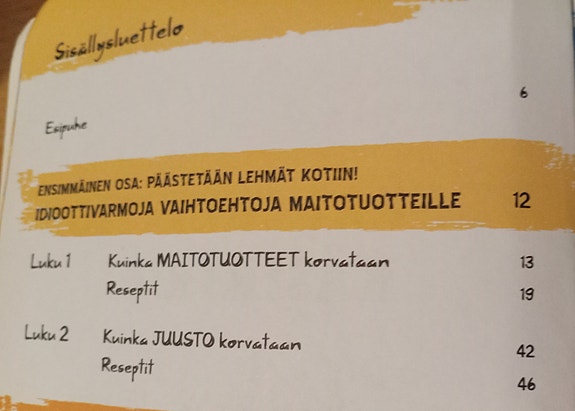 Sisällysluettelo
Esipuhe 6
ENSIMMÄINEN OSA: PÄÄSTETÄÄN LEHMÄT KOTIIN!
IDIOOTTIVARMOJA VAIHTOEHTOJA MAITOTUOTTEILLE 12
Luku 1 Kuinka MAITOTUOTTEET korvataan 13
Reseptit 19
Luku 2 Kuinka JUUSTO korvataan 42
Reseptit 46